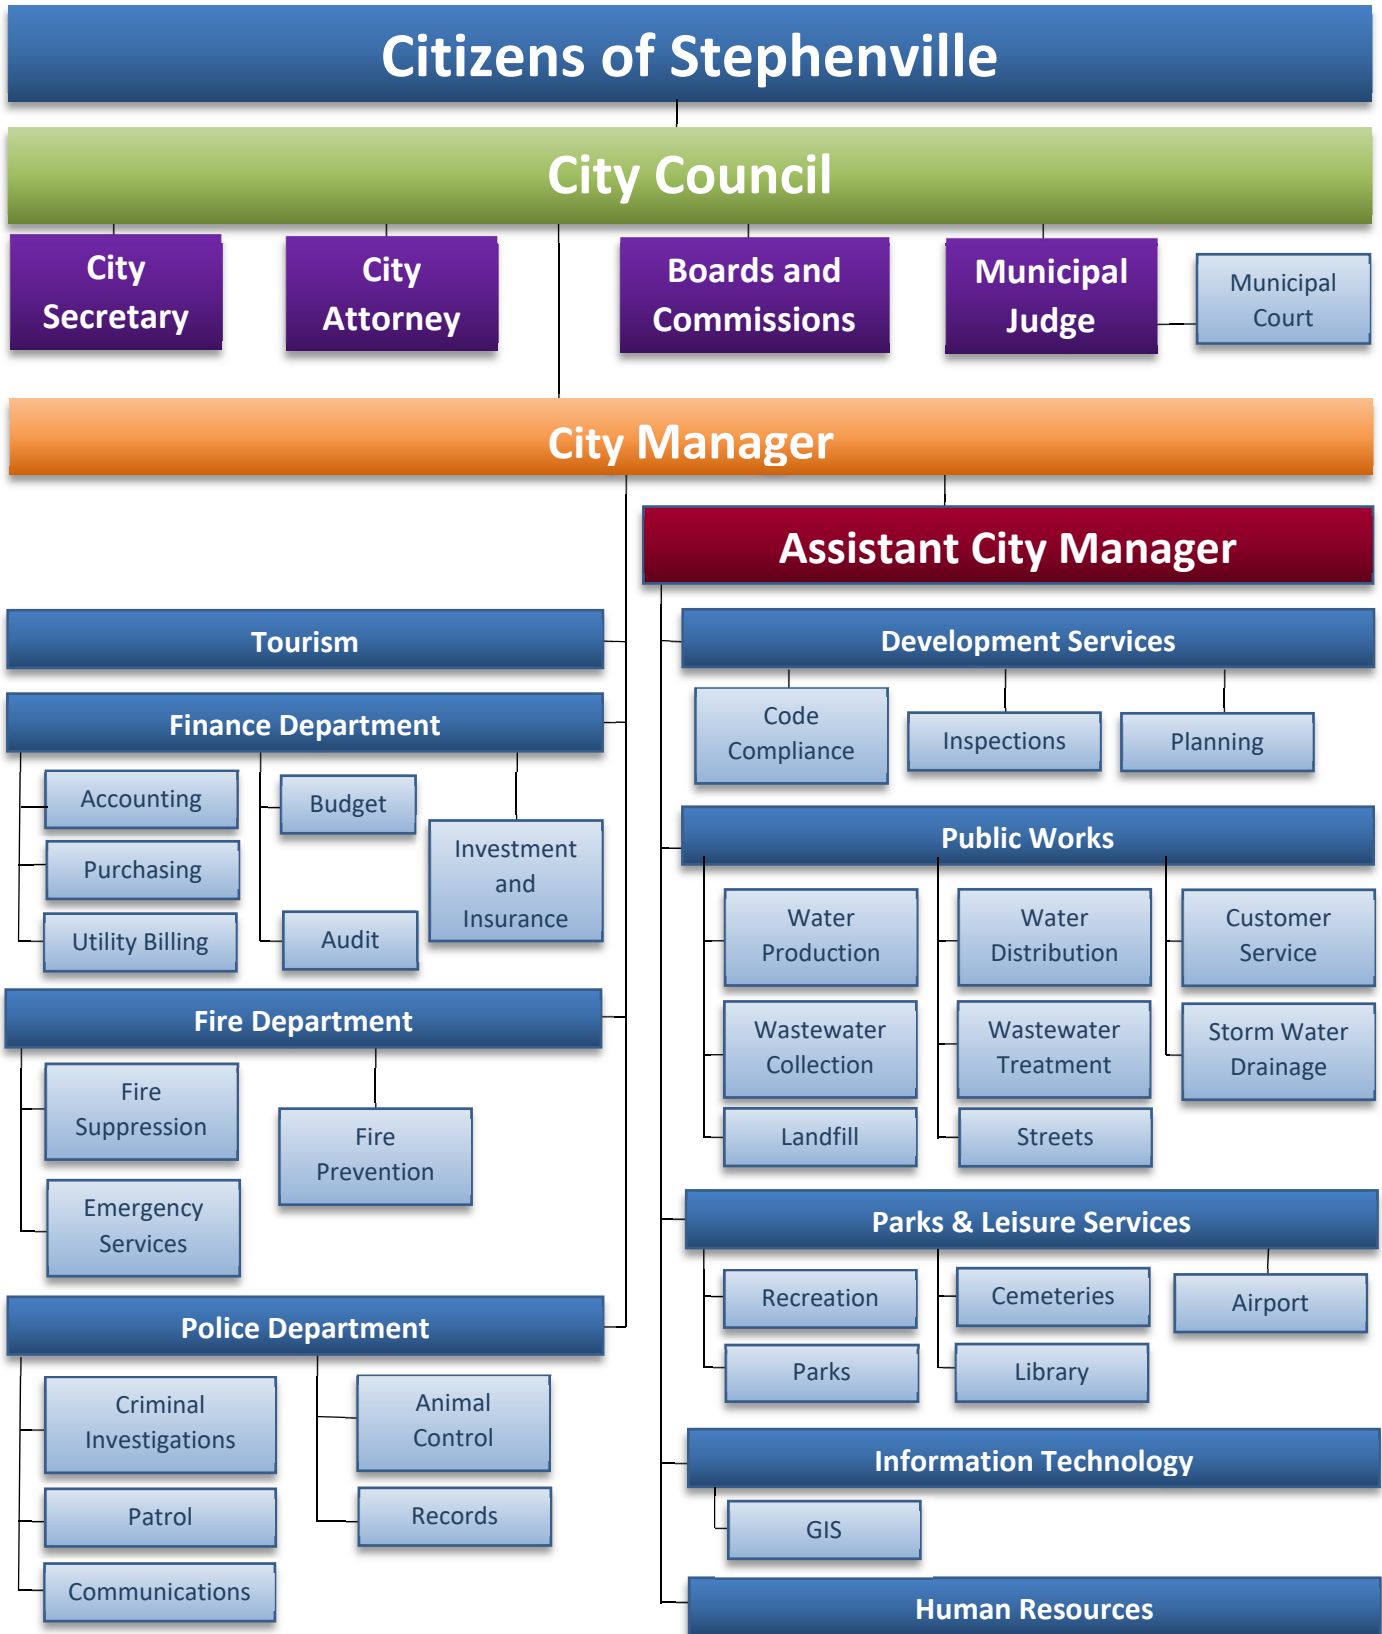 Citizens of Stephenville
City Council
City
Secretary
City
Attorney
Boards and
Commissions
Municipal
Judge
Municipal
Court
City Manager
Assistant City Manager
Tourism
Finance Department
Accounting
Purchasing
Utility Billing
Budget
Audit
Investment
and
Insurance
Fire Department
Fire
Suppression
Emergency
Services
Fire
Prevention
Police Department
Criminal
Investigations
Patrol
Communications
Animal
Control
Records
Development Services
Code
Compliance
Inspections
Planning
Public Works
Water
Production
Wastewater
Collection
Landfill
Water
Distribution
Wastewater
Treatment
Streets
Customer
Service
Storm Water
Drainage
Parks & Leisure Services
Recreation
Parks
Cemeteries
Library
Airport
Information Technology
GIS
Human Resources